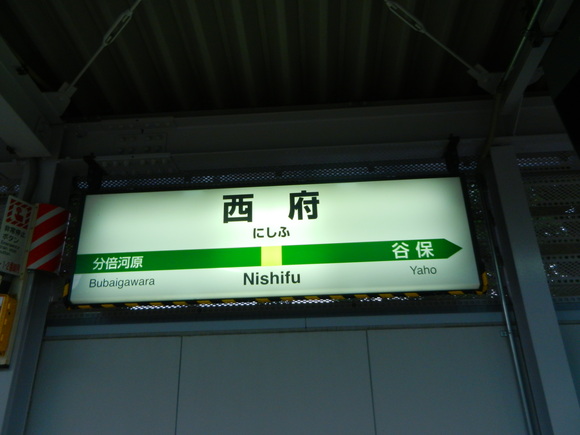 西府
にしふ
分倍河原
谷保
Bubaigawara
Nishifu
Yaho